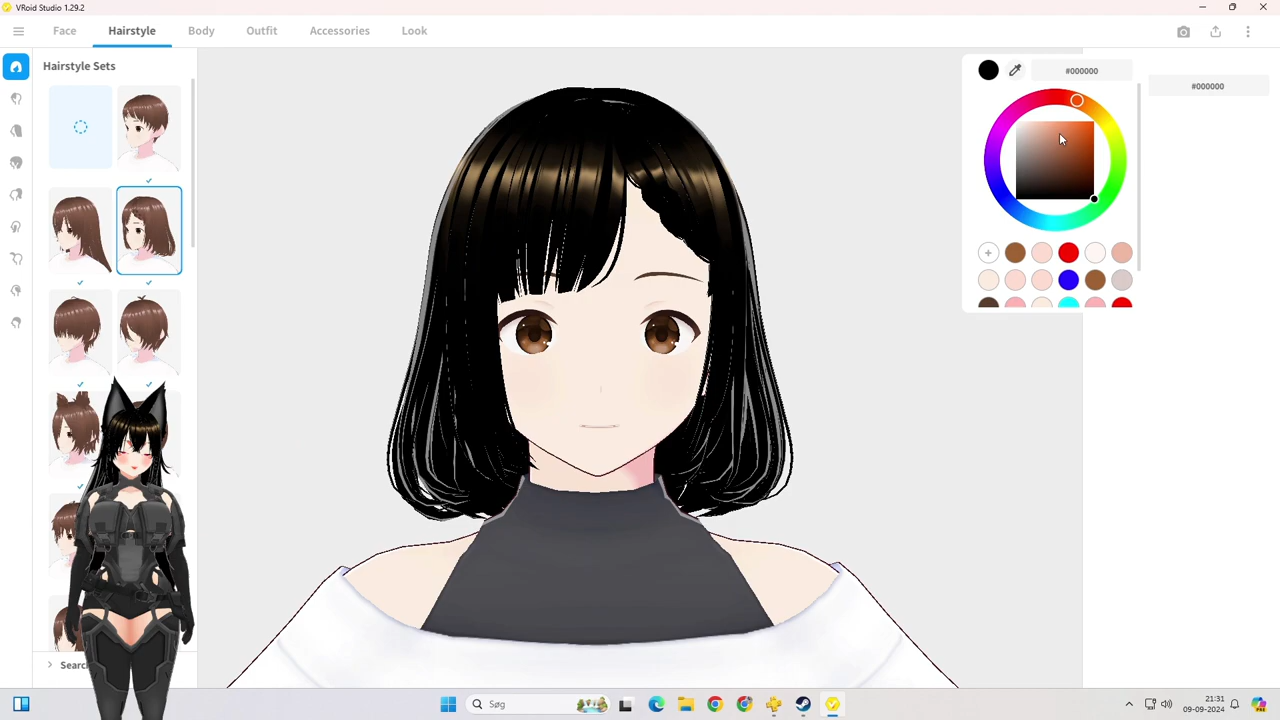 VRoid Studio 1.29.2
Face Hairstyle Body Outfit Accessories Look
Hairstyle Sets
#000000
#000000
Søg
21:31
09-09-2024